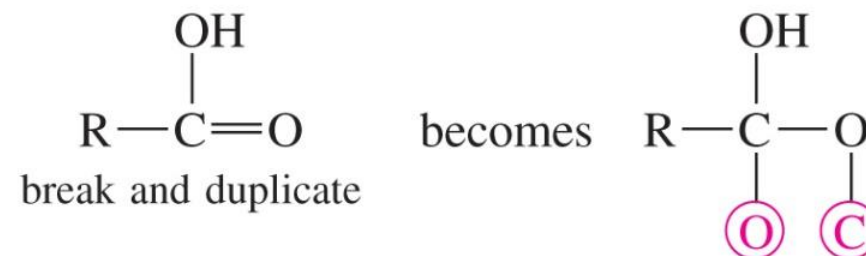 OH OH
R—C=O becomes R—C—O
break and duplicate
O C